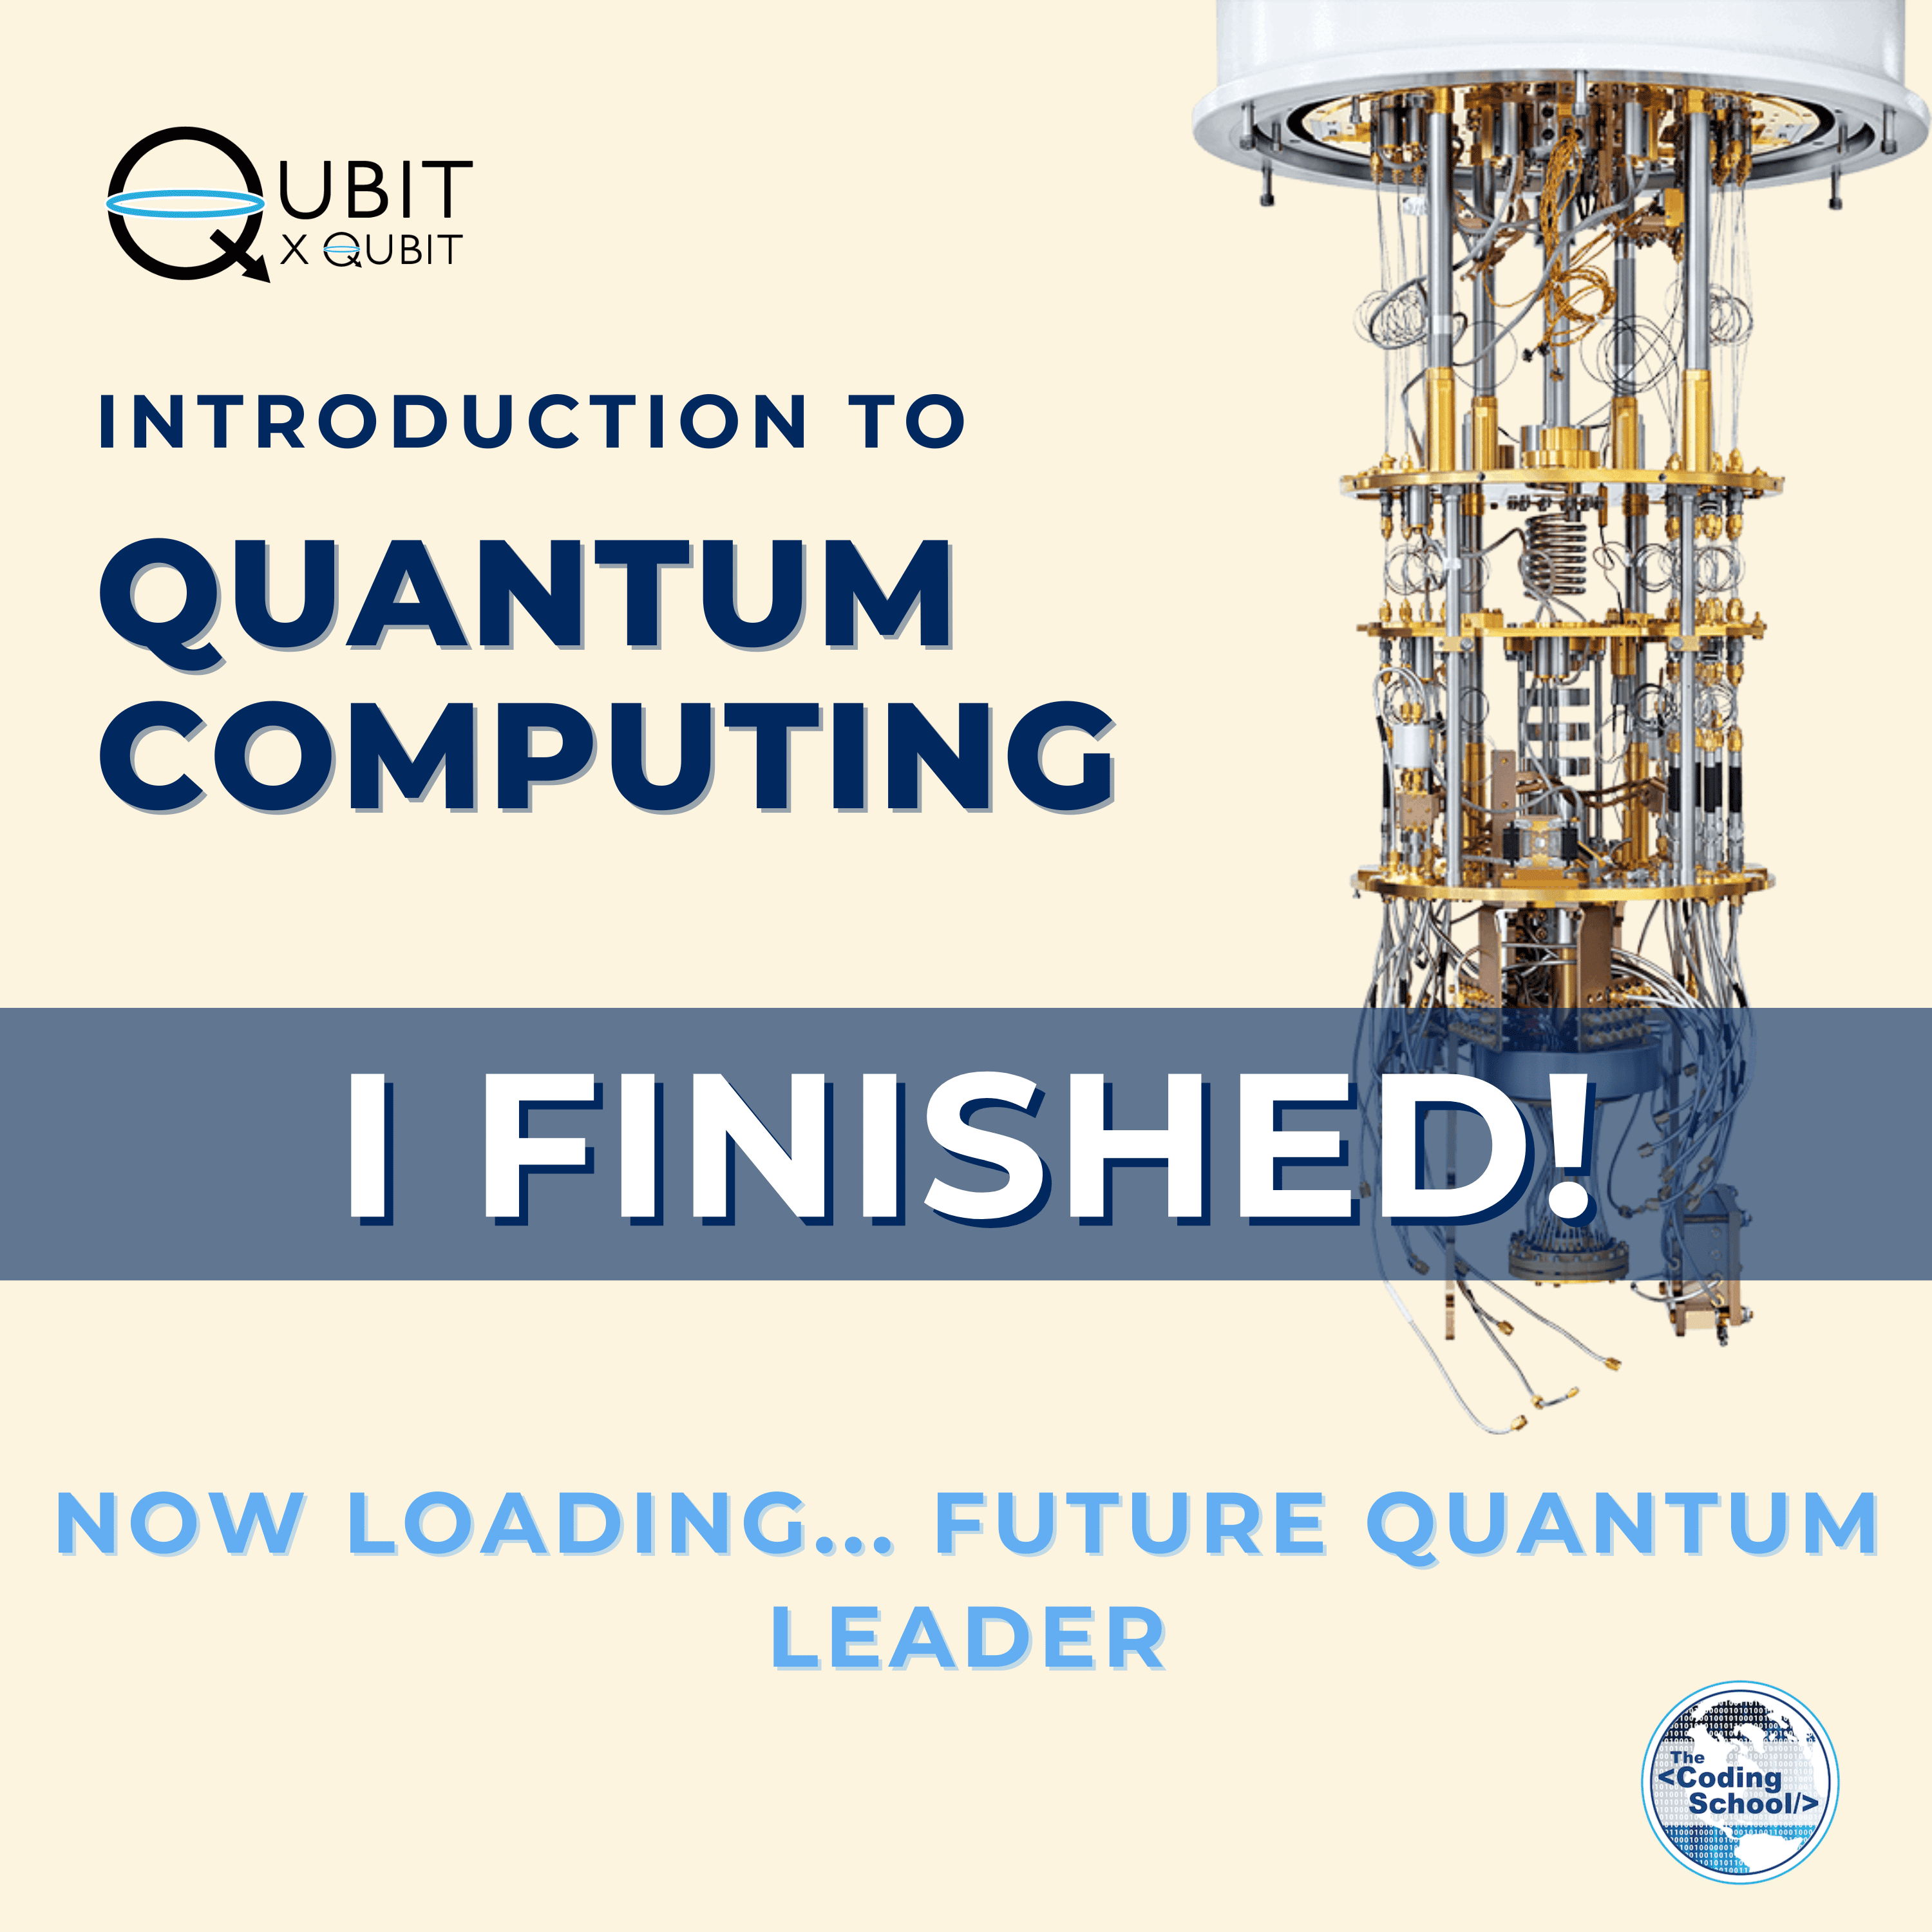 QUBIT
X QUBIT
INTRODUCTION TO
QUANTUM
COMPUTING
I FINISHED!
NOW LOADING... FUTURE QUANTUM
LEADER
The
<Coding
School/>